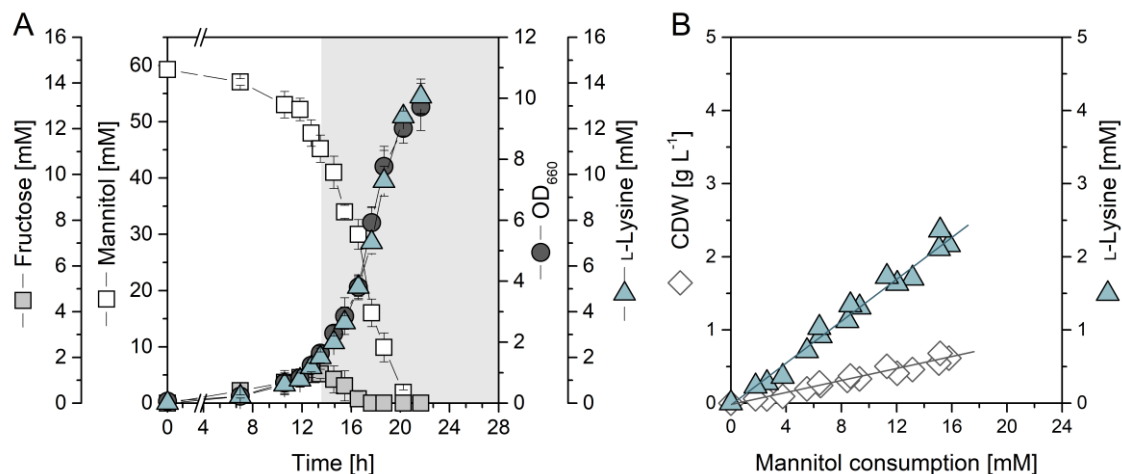 A
B
Fructose [mM]
0 2 4 6 8 10 12 14 16
Mannitol [mM]
0 10 20 30 40 50 60
OD660
0 2 4 6 8 10 12
L-Lysine [mM]
0 2 4 6 8 10 12 14 16
0 4 8 12 16 20 24 28
Time [h]
CDW [g L-1]
0 1 2 3 4 5
L-Lysine [mM]
0 1 2 3 4 5
0 4 8 12 16 20 24
Mannitol consumption [mM]